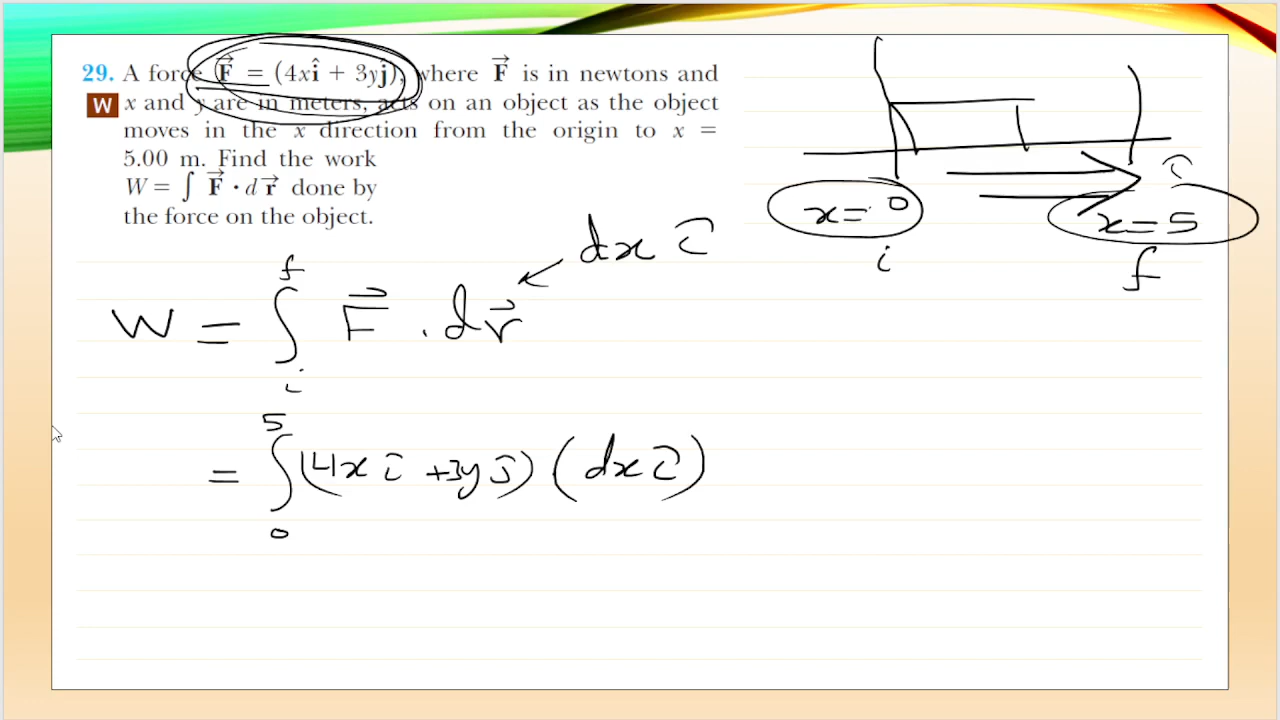 29. A force F⃗ = (4xî + 3yĵ), where F⃗ is in newtons and
W x and y are in meters, acts on an object as the object
moves in the x direction from the origin to x =
5.00 m. Find the work
W = ∫ F⃗ · d r⃗ done by
the force on the object.
î
x = 0
x = 5
i
f
dx î
W = ∫ᵢᶠ F⃗ . dr⃗
= ∫₀⁵ (4x î + 3y ĵ) (dx î)